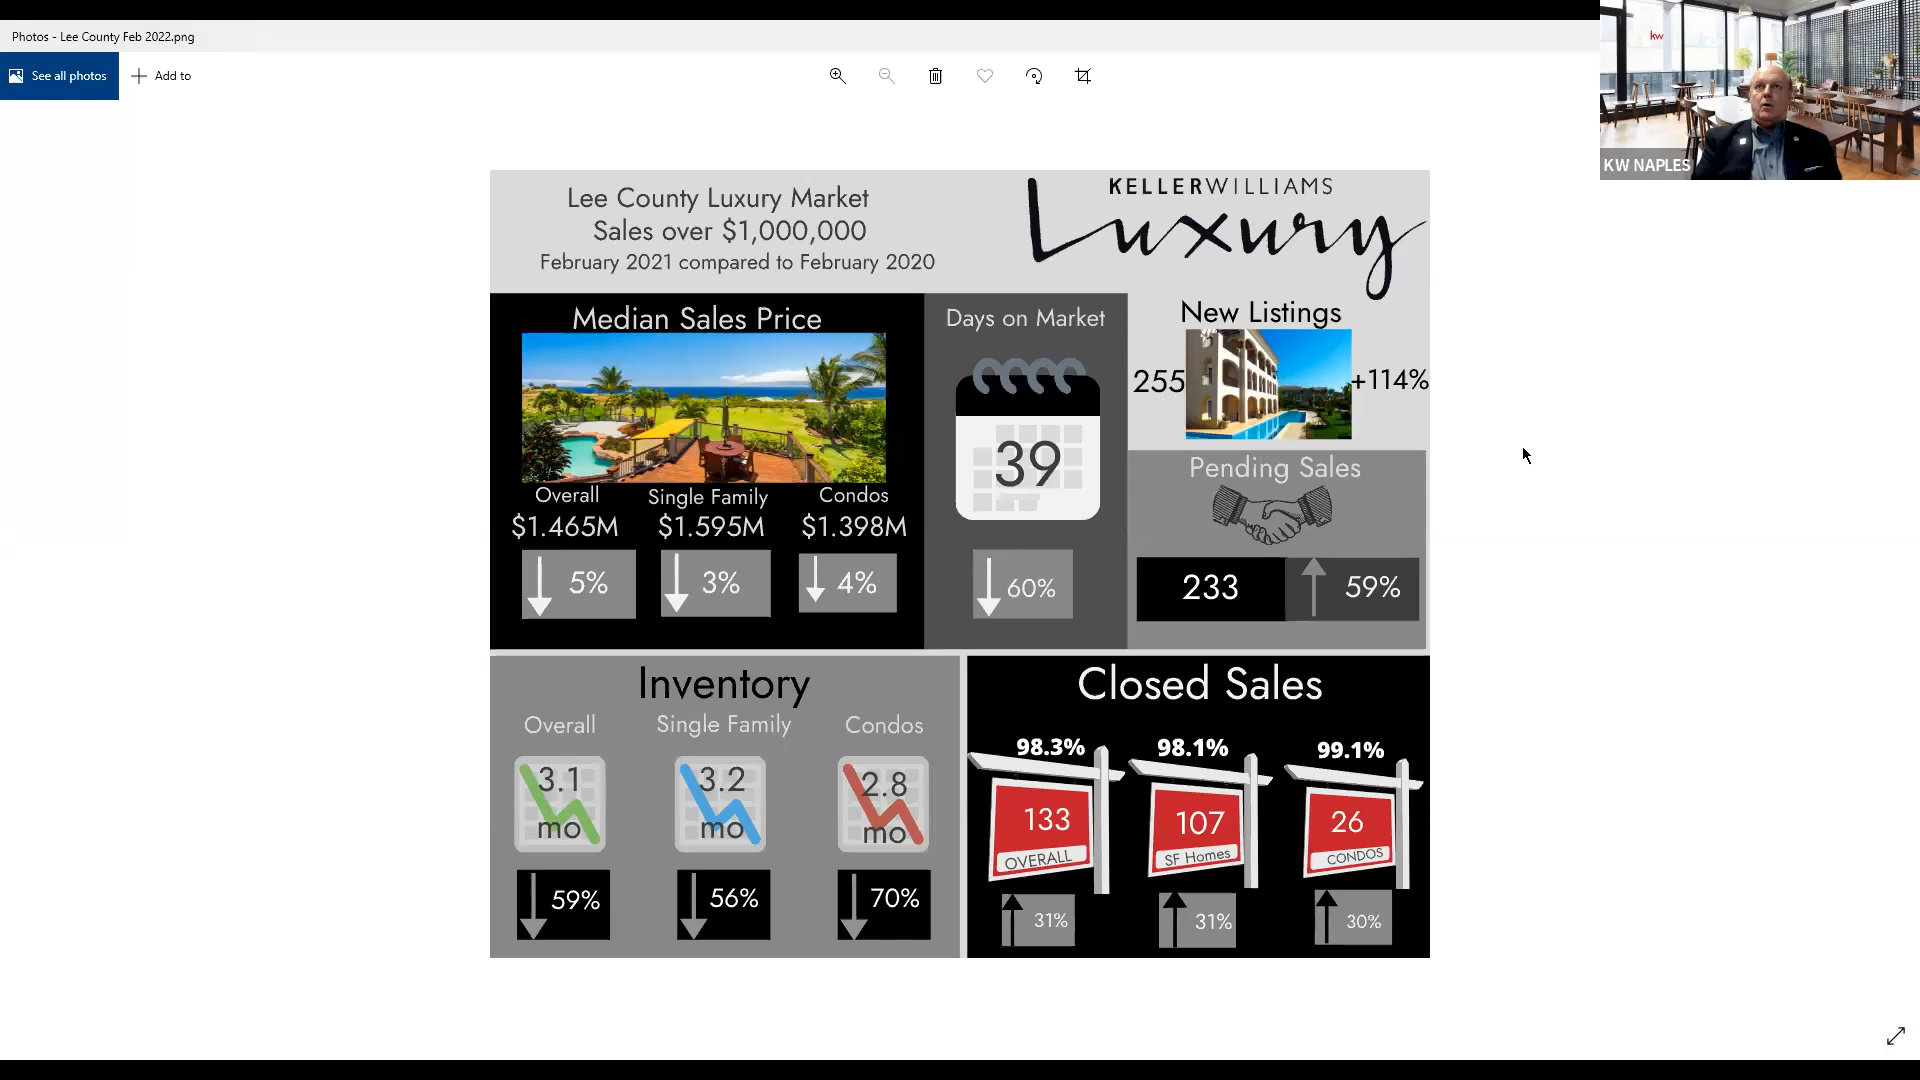 Photos - Lee County Feb 2022.png
See all photos
Add to
kw
KW NAPLES
Lee County Luxury Market
Sales over $1,000,000
February 2021 compared to February 2020
KELLERWILLIAMS
Luxury
Median Sales Price
Overall Single Family Condos
$1.465M $1.595M $1.398M
5% 3% 4%
Days on Market
39
60%
New Listings
255 +114%
Pending Sales
233 59%
Inventory
Overall Single Family Condos
3.1 3.2 2.8
mo mo mo
59% 56% 70%
Closed Sales
98.3% 98.1% 99.1%
133 107 26
OVERALL SF Homes CONDOS
31% 31% 30%